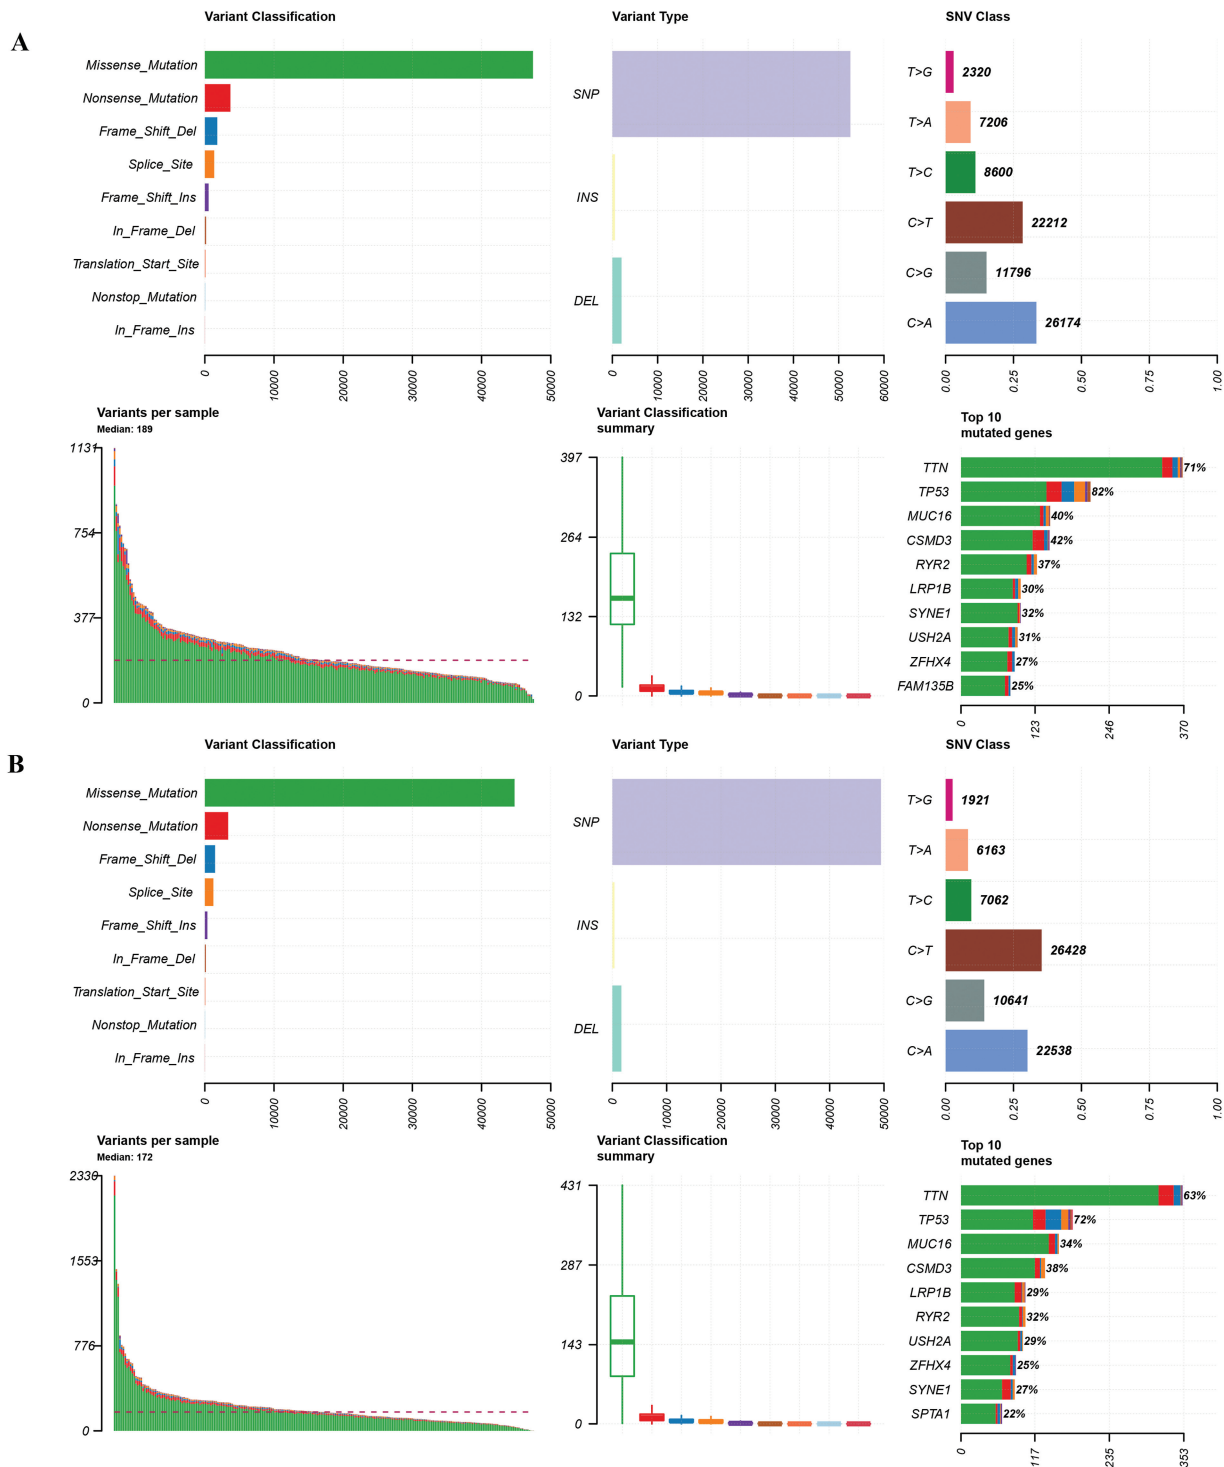 A
Variant Classification
Missense_Mutation
Nonsense_Mutation
Frame_Shift_Del
Splice_Site
Frame_Shift_Ins
In_Frame_Del
Translation_Start_Site
Nonstop_Mutation
In_Frame_Ins
0 10000 20000 30000 40000 50000
Variant Type
SNP
INS
DEL
0 10000 20000 30000 40000 50000 60000
SNV Class
T>G 2320
T>A 7206
T>C 8600
C>T 22212
C>G 11796
C>A 26174
0.00 0.25 0.50 0.75 1.00
Variants per sample
Median: 189
1131
754
377
0
Variant Classification
summary
397
264
132
0
Top 10
mutated genes
TTN 71%
TP53 82%
MUC16 40%
CSMD3 42%
RYR2 37%
LRP1B 30%
SYNE1 32%
USH2A 31%
ZFHX4 27%
FAM135B 25%
0 123 246 370
B
Variant Classification
Missense_Mutation
Nonsense_Mutation
Frame_Shift_Del
Splice_Site
Frame_Shift_Ins
In_Frame_Del
Translation_Start_Site
Nonstop_Mutation
In_Frame_Ins
0 10000 20000 30000 40000 50000
Variant Type
SNP
INS
DEL
0 10000 20000 30000 40000 50000
SNV Class
T>G 1921
T>A 6163
T>C 7062
C>T 26428
C>G 10641
C>A 22538
0.00 0.25 0.50 0.75 1.00
Variants per sample
Median: 172
2330
1553
776
0
Variant Classification
summary
431
287
143
0
Top 10
mutated genes
TTN 63%
TP53 72%
MUC16 34%
CSMD3 38%
LRP1B 29%
RYR2 32%
USH2A 29%
ZFHX4 25%
SYNE1 27%
SPTA1 22%
0 117 235 353